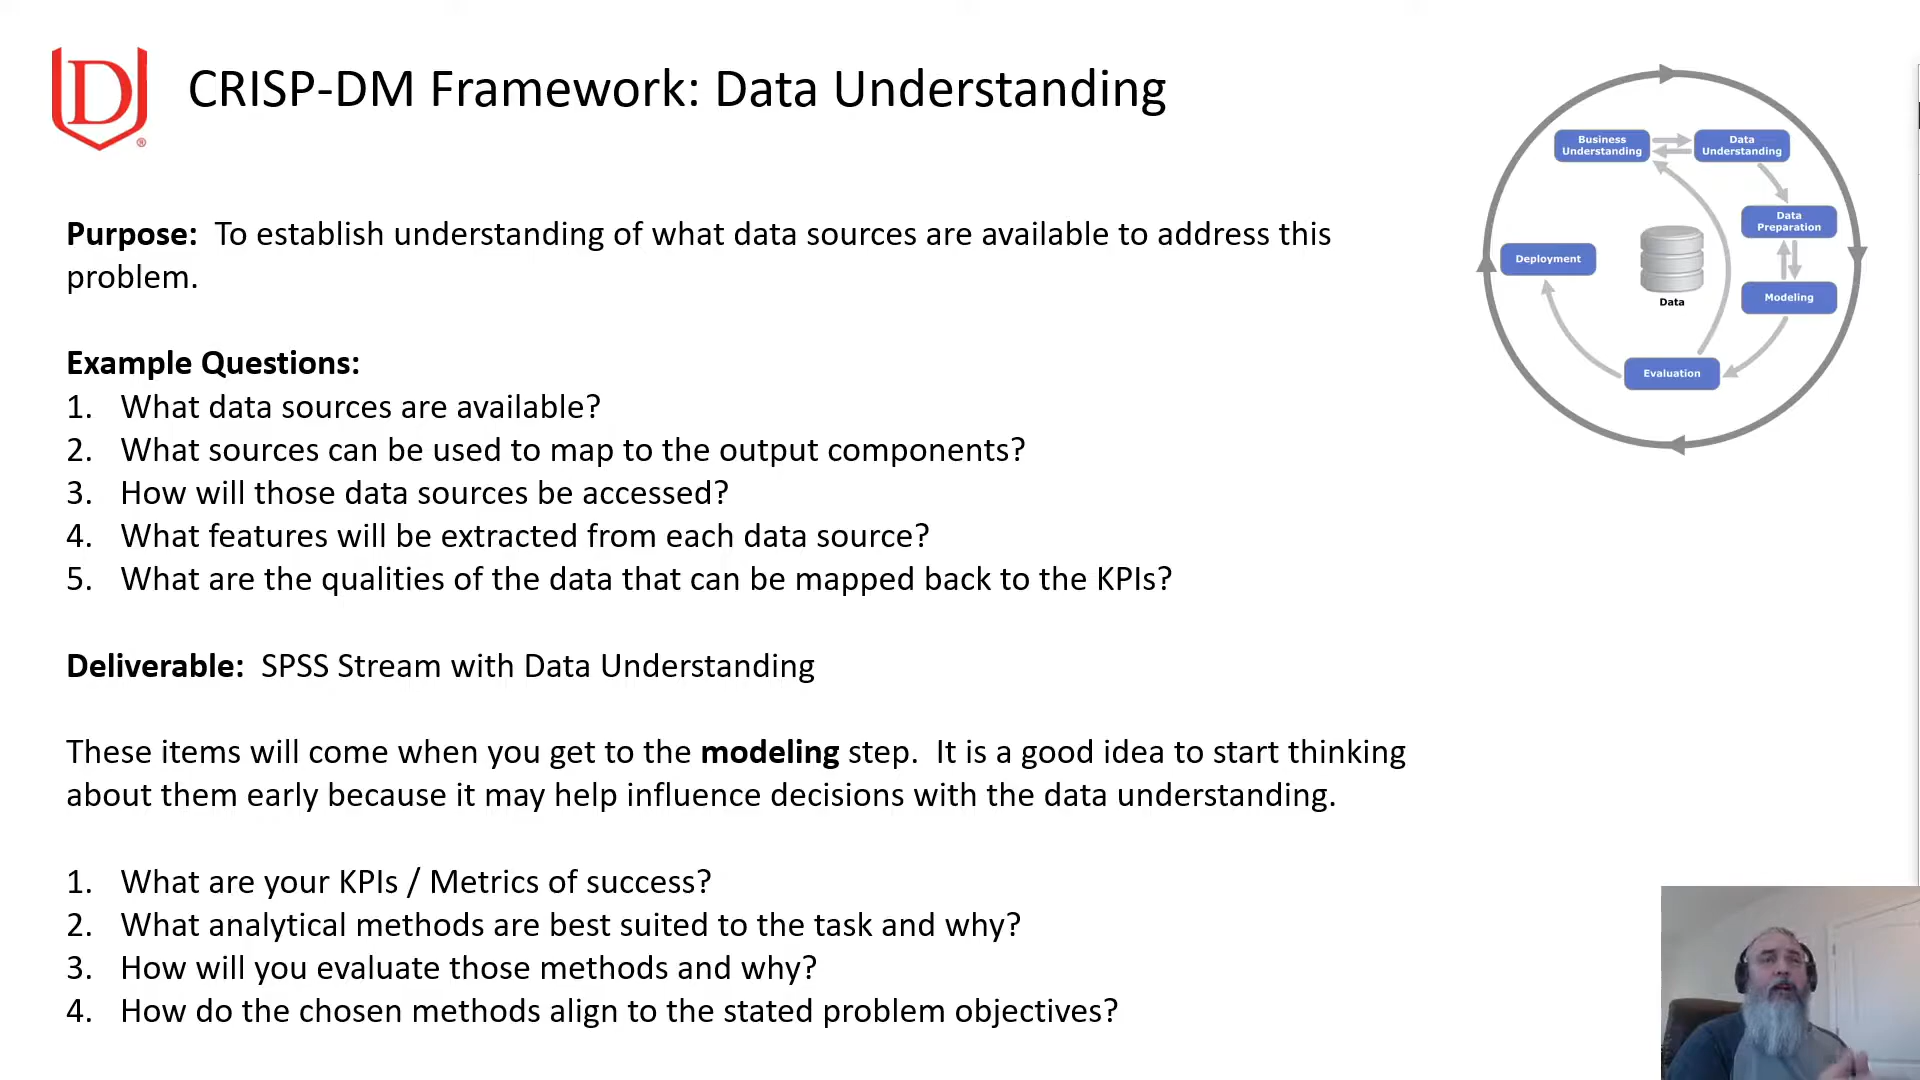 D
®
CRISP-DM Framework: Data Understanding
Purpose: To establish understanding of what data sources are available to address this
problem.
Example Questions:
1. What data sources are available?
2. What sources can be used to map to the output components?
3. How will those data sources be accessed?
4. What features will be extracted from each data source?
5. What are the qualities of the data that can be mapped back to the KPIs?
Deliverable: SPSS Stream with Data Understanding
These items will come when you get to the modeling step. It is a good idea to start thinking
about them early because it may help influence decisions with the data understanding.
1. What are your KPIs / Metrics of success?
2. What analytical methods are best suited to the task and why?
3. How will you evaluate those methods and why?
4. How do the chosen methods align to the stated problem objectives?
Business
Understanding
Data
Understanding
Data
Preparation
Deployment
Data
Modeling
Evaluation